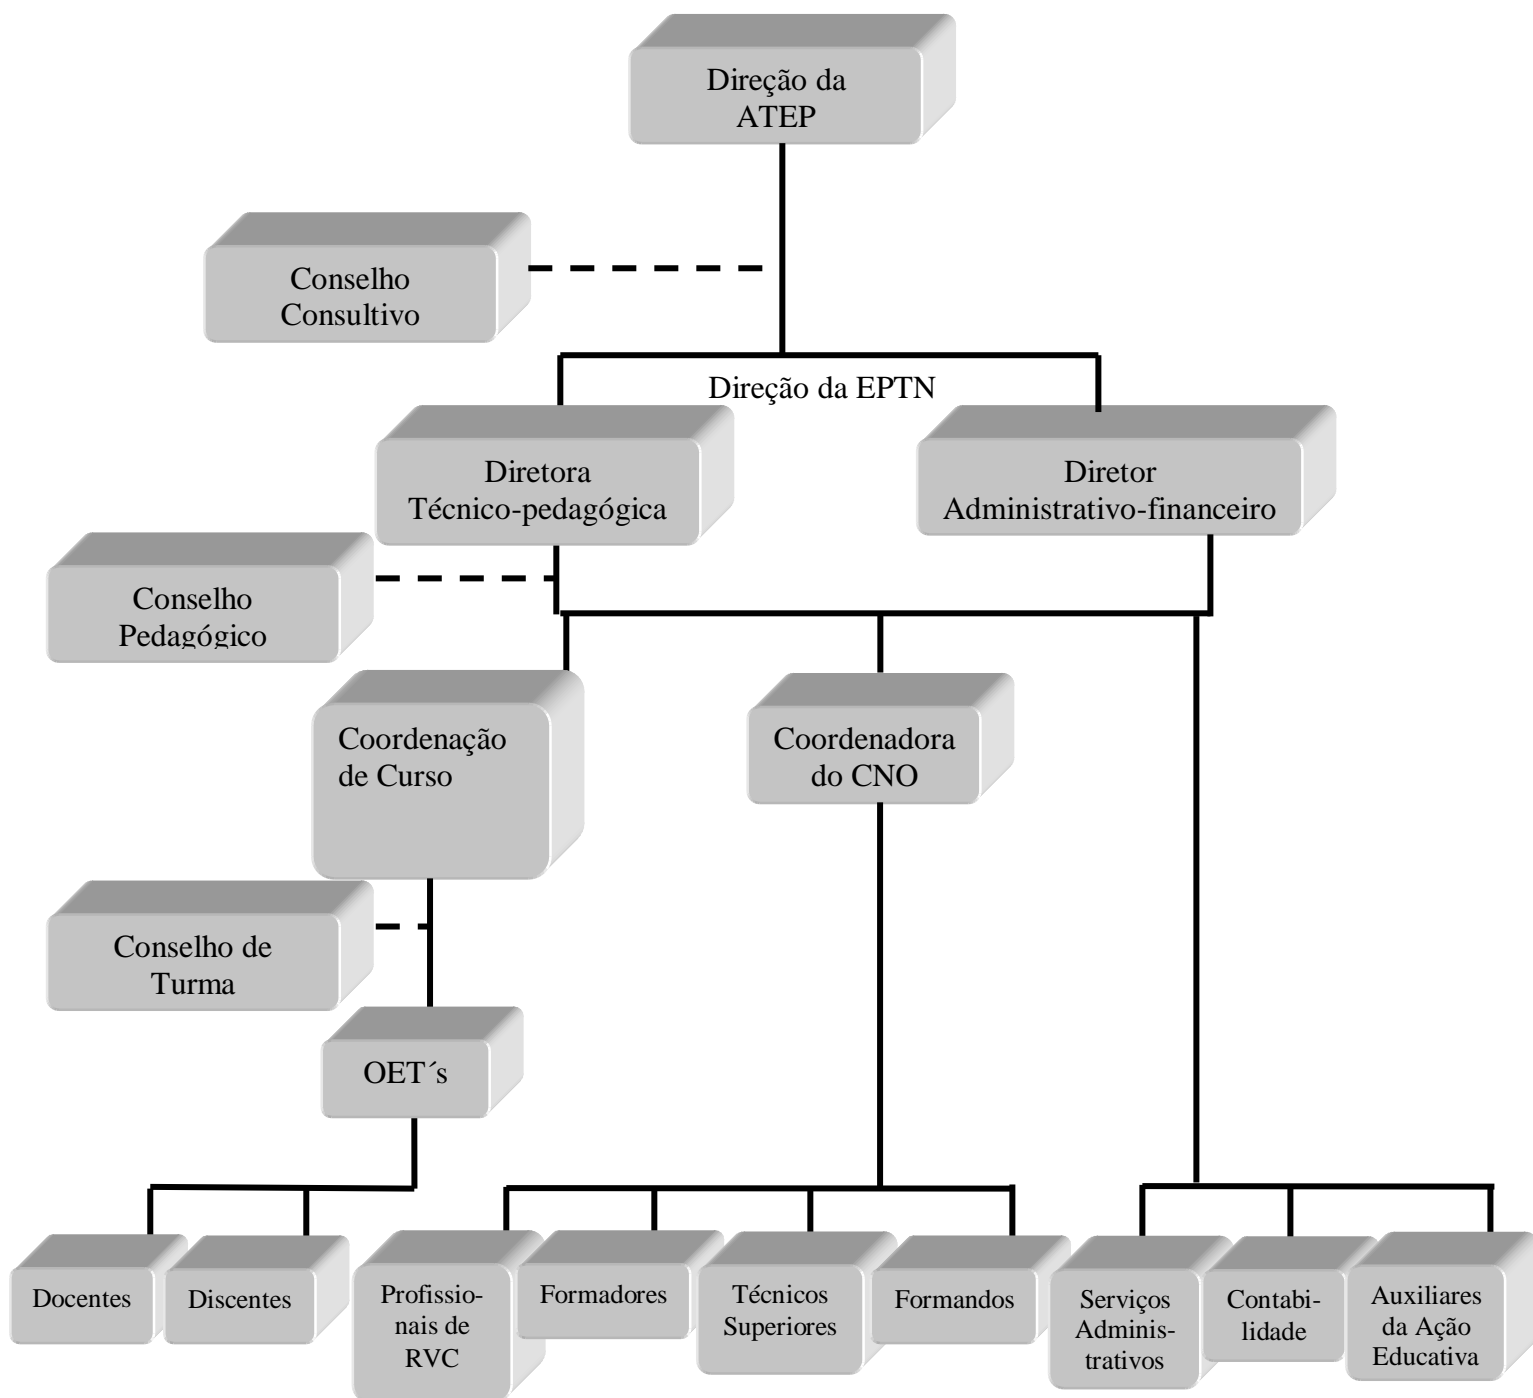 Direção da
ATEP
Conselho
Consultivo
Direção da EPTN
Diretora
Técnico-pedagógica
Diretor
Administrativo-financeiro
Conselho
Pedagógico
Coordenação
de Curso
Coordenadora
do CNO
Conselho de
Turma
OET´s
Docentes
Discentes
Profissio-
nais de
RVC
Formadores
Técnicos
Superiores
Formandos
Serviços
Adminis-
trativos
Contabi-
lidade
Auxiliares
da Ação
Educativa